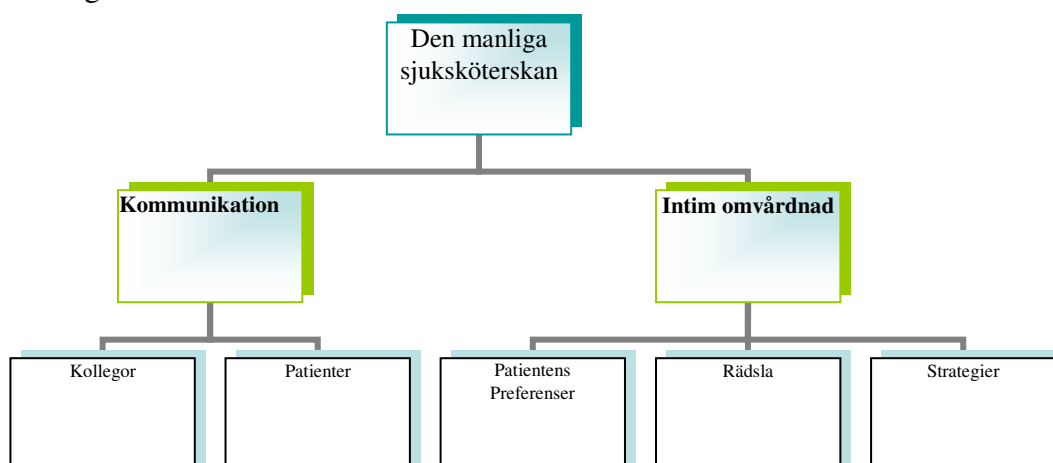 Den manliga
sjuksköterskan
Kommunikation
Intim omvårdnad
Kollegor
Patienter
Patientens
Preferenser
Rädsla
Strategier